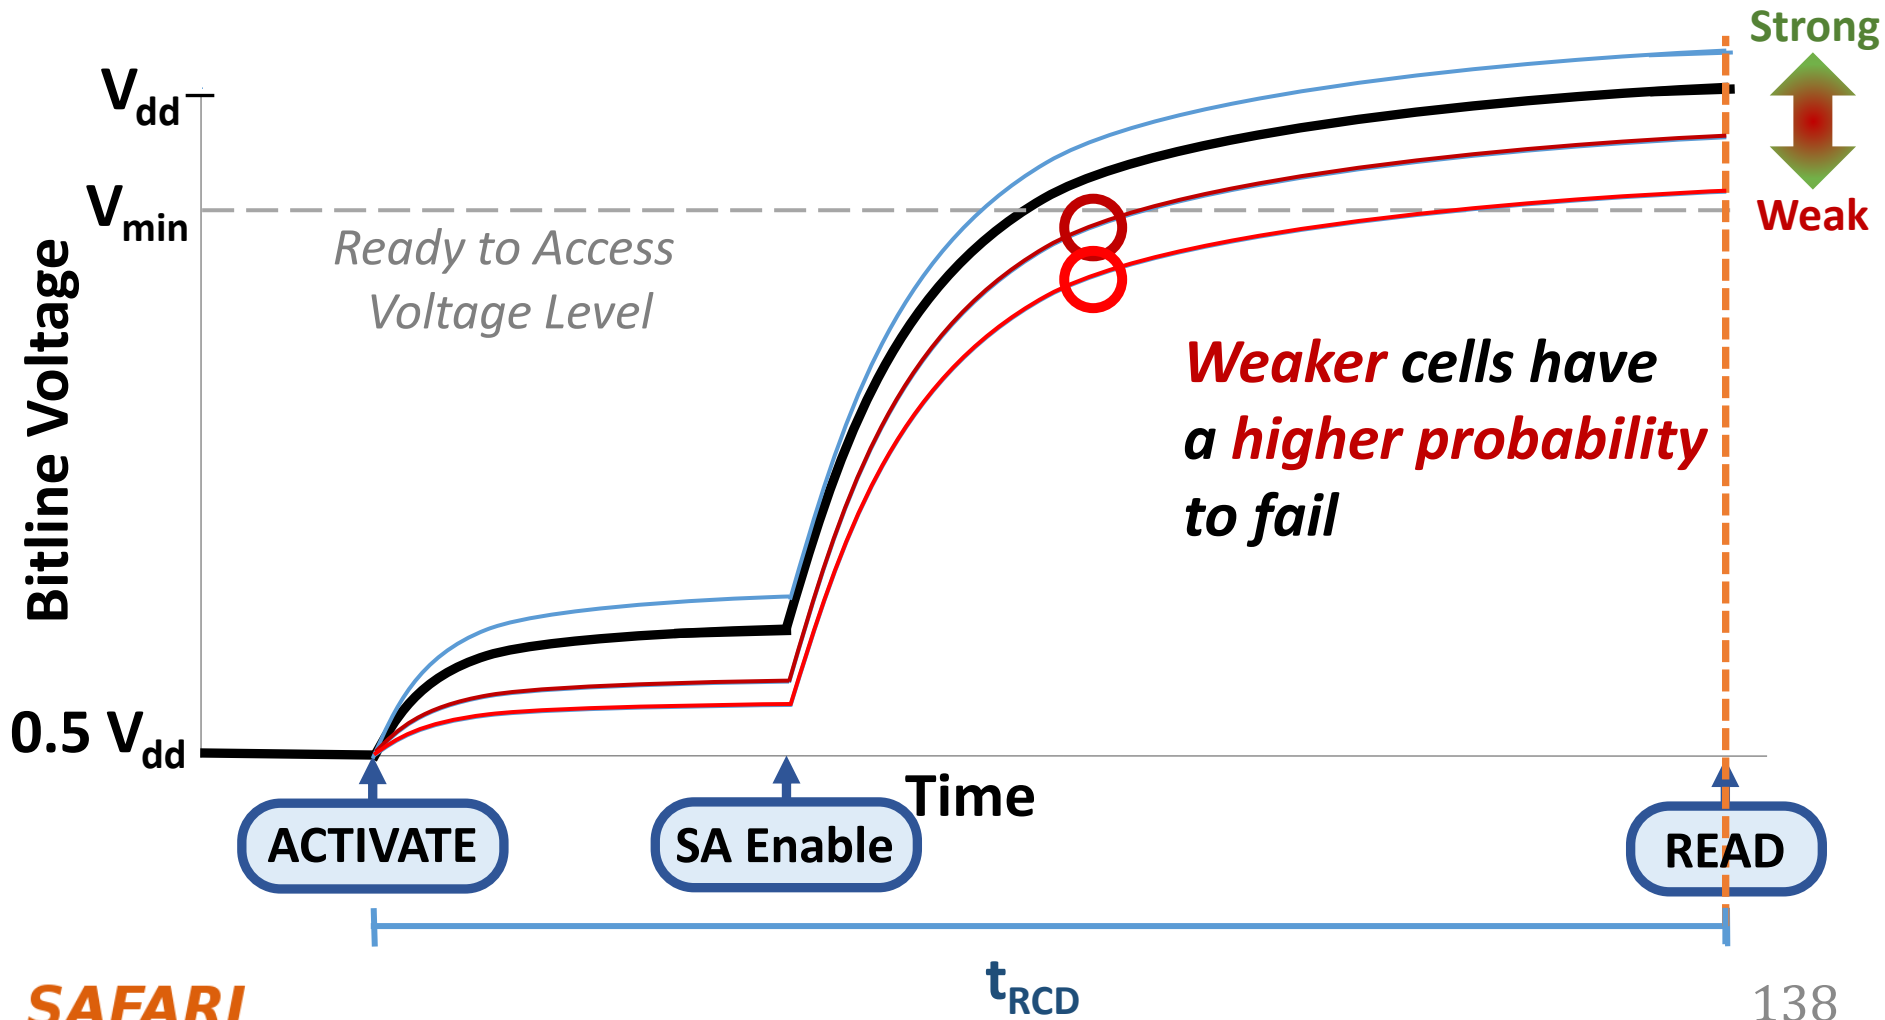 Strong
Vdd
Vmin
Weak
Ready to Access
Voltage Level
Bitline Voltage
Weaker cells have
a higher probability
to fail
0.5 Vdd
Time
ACTIVATE
SA Enable
READ
tRCD
SAFARI
138